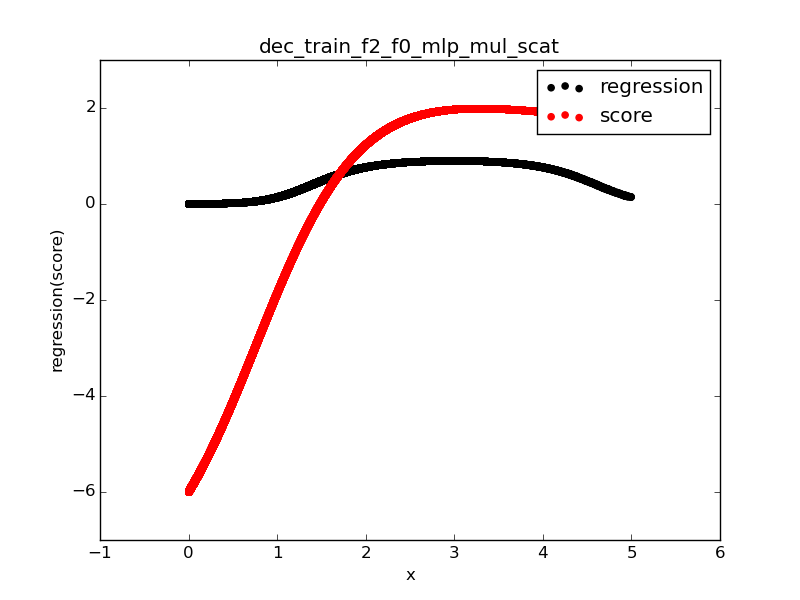 dec_train_f2_f0_mlp_mul_scat
regression
score
2
0
−2
−4
−6
regression(score)
−1
0
1
2
3
4
5
6
x